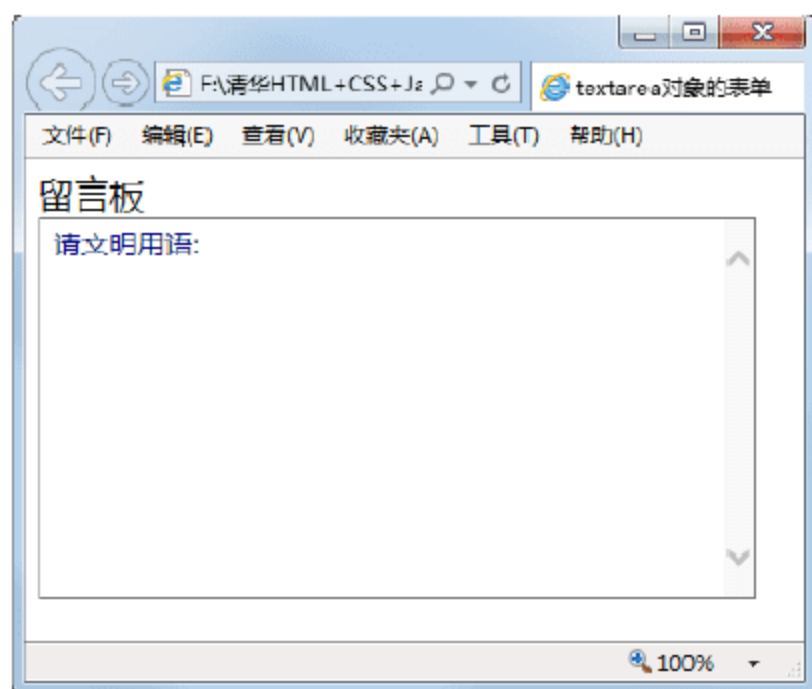 F:\清华HTML+CSS+Ja
textarea对象的表单
文件(F) 编辑(E) 查看(V) 收藏夹(A) 工具(T) 帮助(H)
留言板
请文明用语:
100%